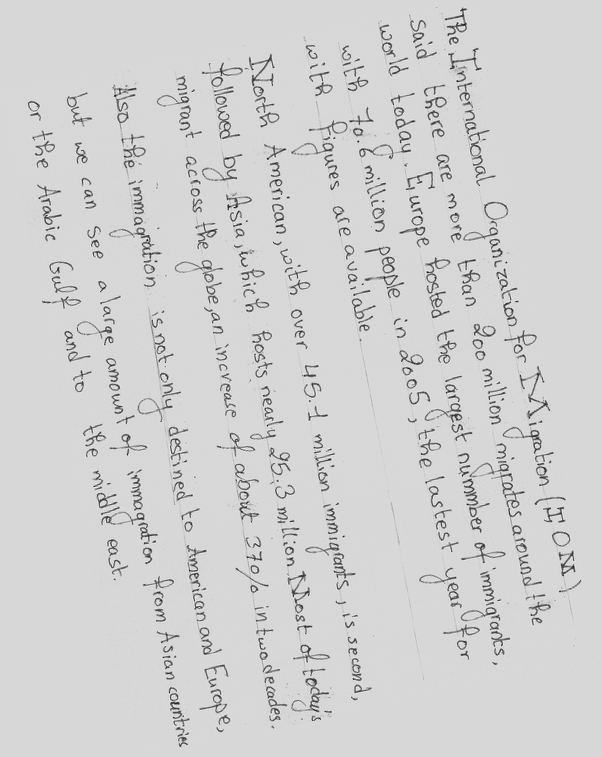 The International Organization for Migration (IOM)
said there are more than 200 million migrates around the
world today. Europe hosted the largest nummber of immigrants,
with 70.6 million people in 2005, the lastest year for
with figures are available.
North American, with over 45.1 million immigrants, is second,
followed by Asia, which hosts nearly 25.3 million. Most of today's
migrant across the globe, an increase of about 37% in two decades.
Also the immagration is not only destined to American and Europe,
but we can see a large amount of immagration from Asian countries
or the Arabic Gulf and to the middle east.